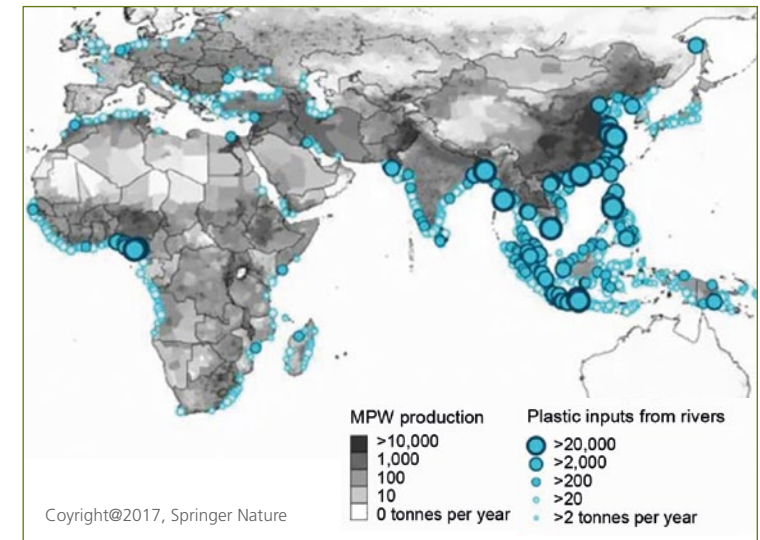 MPW production
>10,000
1,000
100
10
0 tonnes per year
Plastic inputs from rivers
>20,000
>2,000
>200
>20
>2 tonnes per year
Coyright@2017, Springer Nature